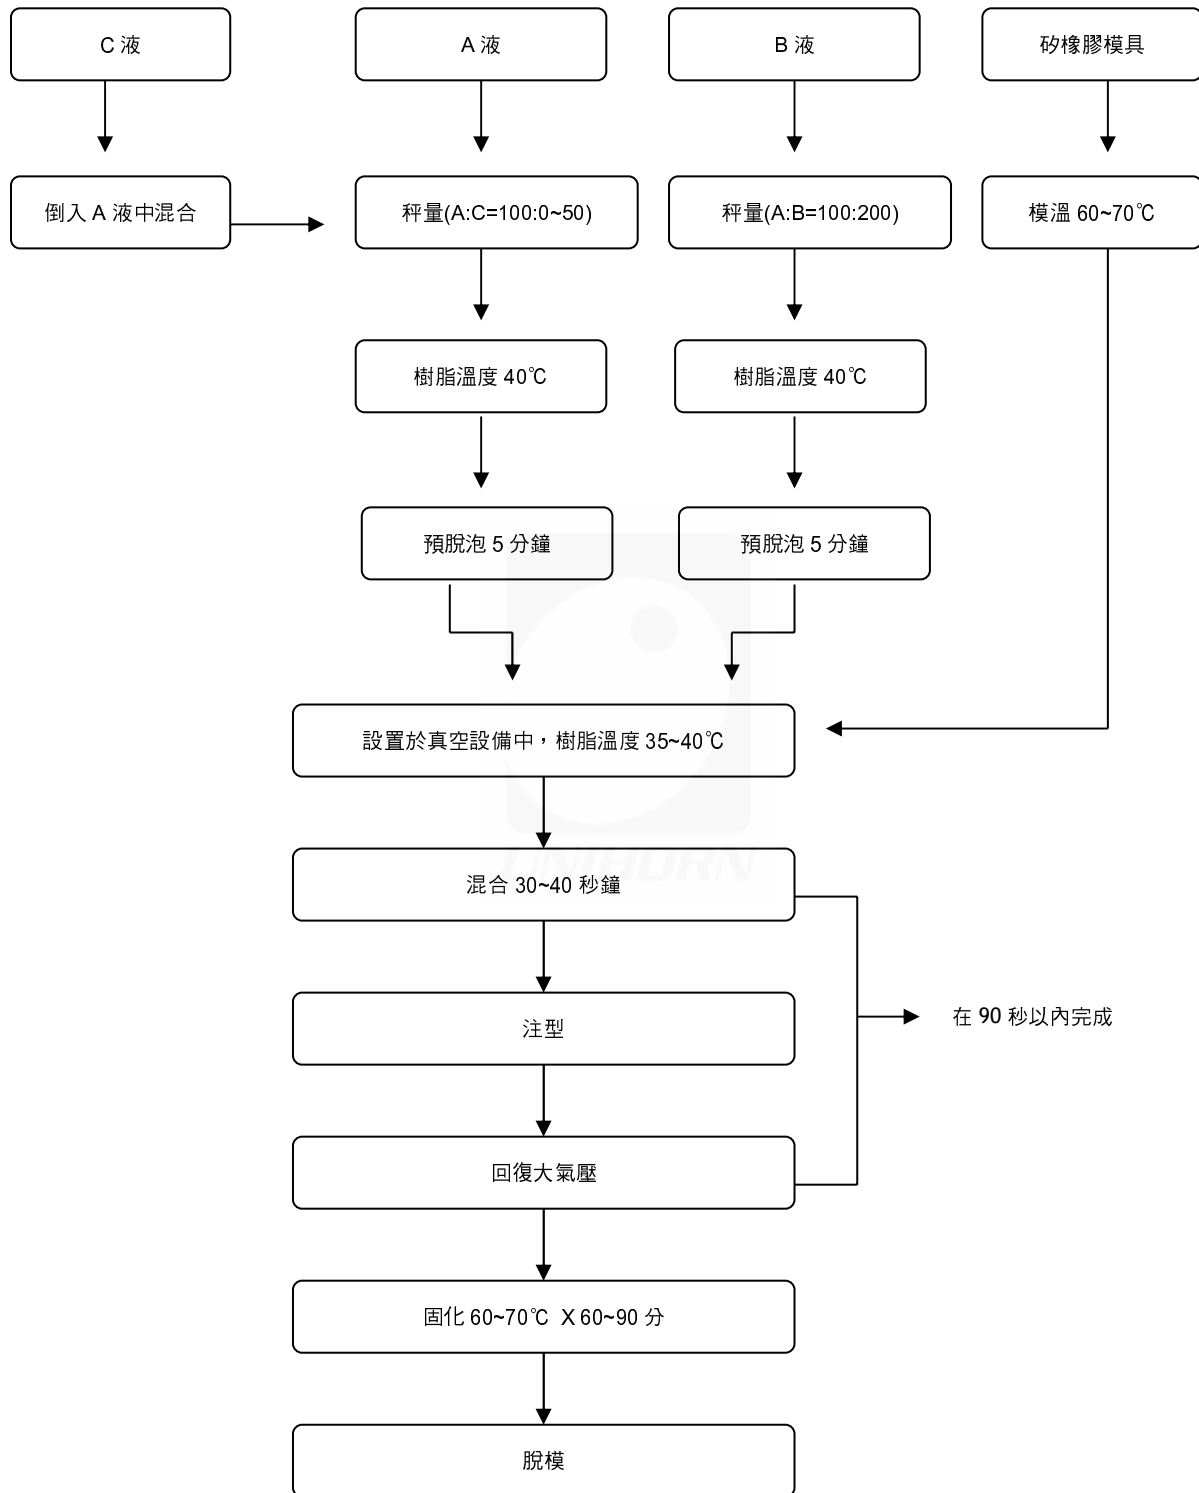 C 液
A 液
B 液
矽橡膠模具
倒入 A 液中混合
秤量(A:C=100:0~50)
秤量(A:B=100:200)
模溫 60~70℃
樹脂溫度 40℃
樹脂溫度 40℃
預脫泡 5 分鐘
預脫泡 5 分鐘
設置於真空設備中，樹脂溫度 35~40℃
UNIHORN
混合 30~40 秒鐘
注型
在 90 秒以內完成
回復大氣壓
固化 60~70℃ X 60~90 分
脫模